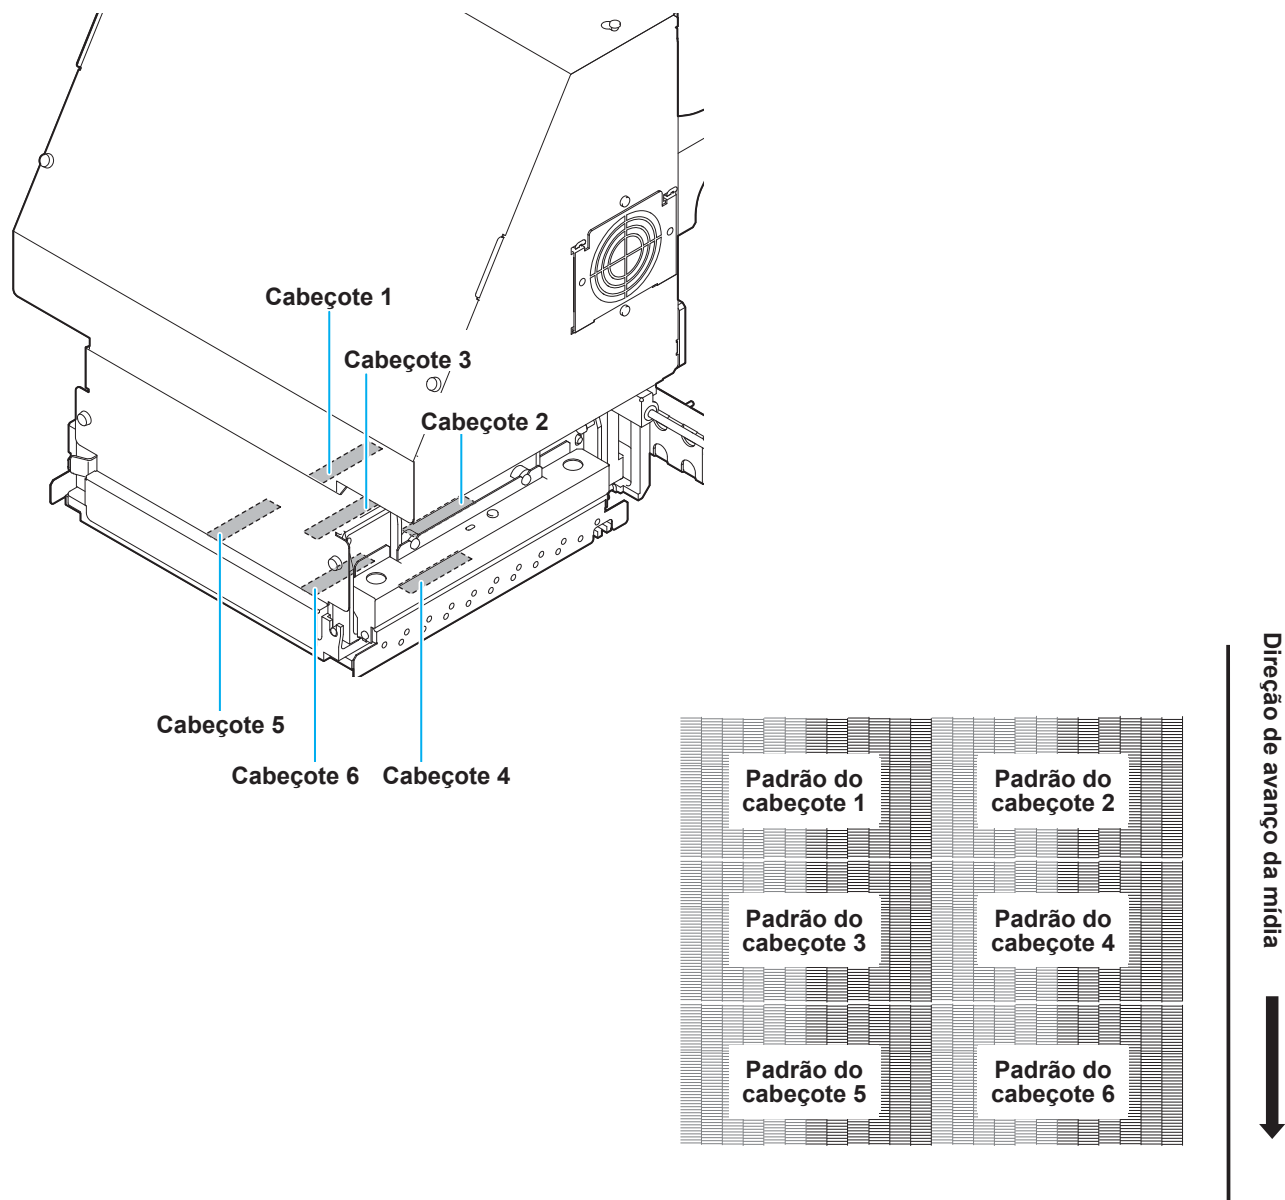 Cabeçote 1
Cabeçote 3
Cabeçote 2
Cabeçote 5
Cabeçote 6
Cabeçote 4
Direção de avanço da mídia
Padrão do
cabeçote 1
Padrão do
cabeçote 2
Padrão do
cabeçote 3
Padrão do
cabeçote 4
Padrão do
cabeçote 5
Padrão do
cabeçote 6